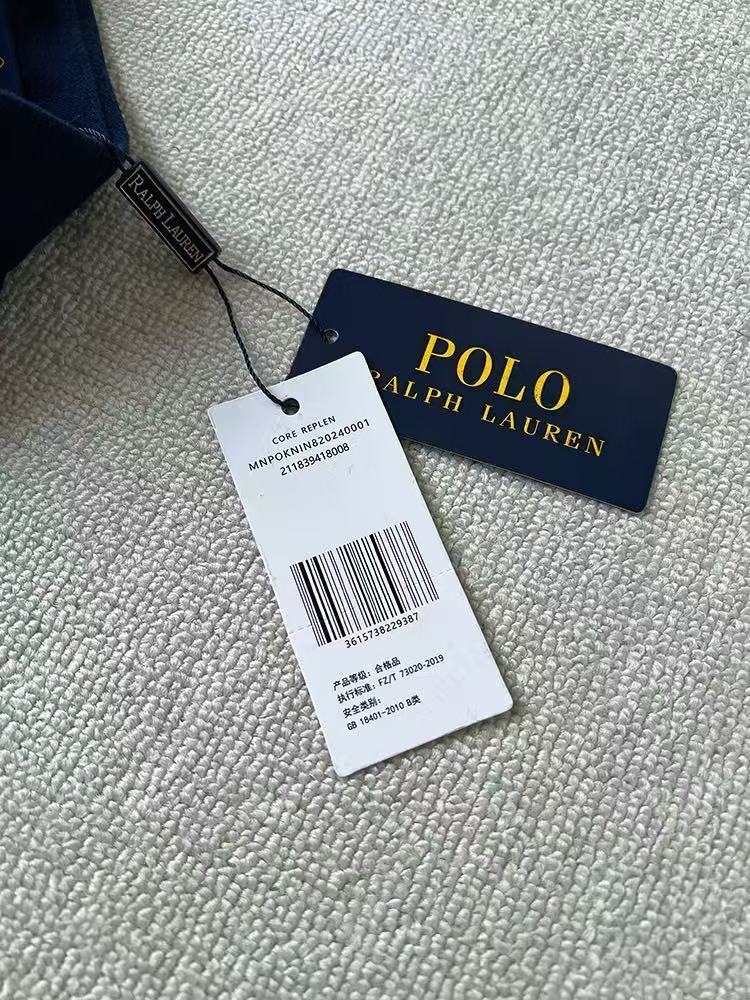 RALPH LAUREN
POLO
RALPH LAUREN
CORE REPLEN
MNPOKNIN820240001
211839418008
3615738229387
产品等级：合格品
执行标准：FZ/T 73020-2019
安全类别：
GB 18401-2010 B类